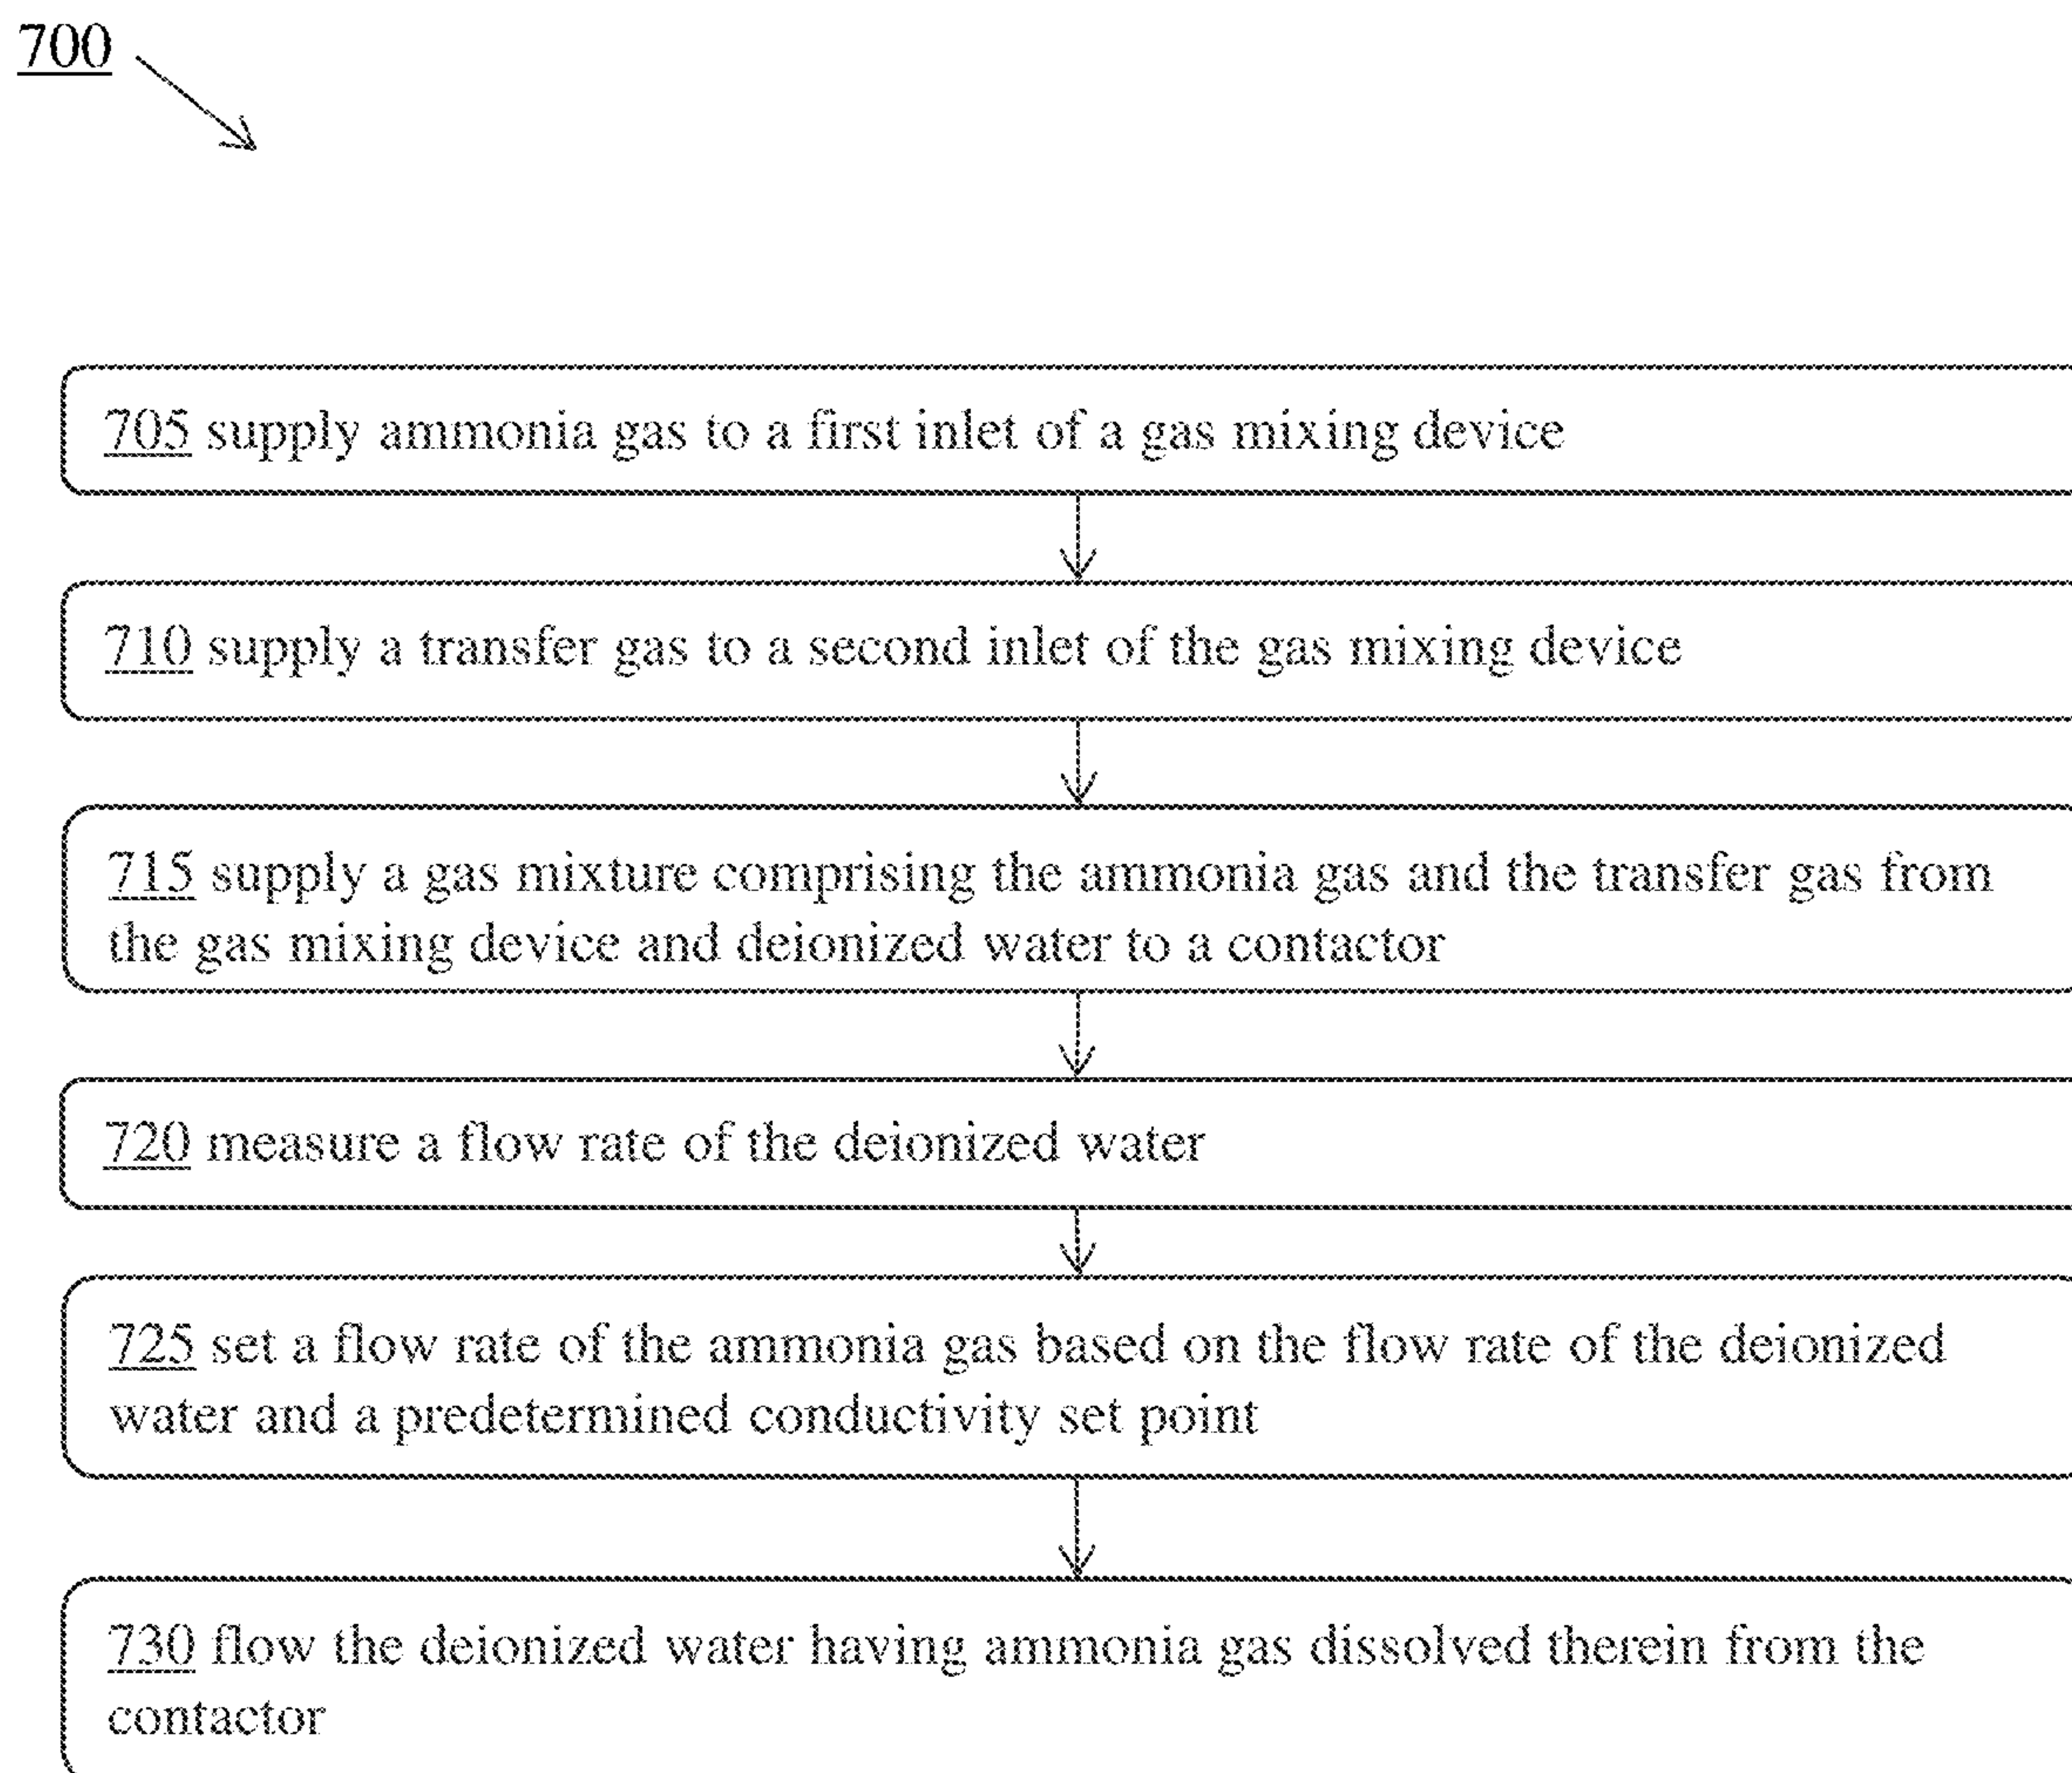 700
705 supply ammonia gas to a first inlet of a gas mixing device
710 supply a transfer gas to a second inlet of the gas mixing device
715 supply a gas mixture comprising the ammonia gas and the transfer gas from
the gas mixing device and deionized water to a contactor
720 measure a flow rate of the deionized water
725 set a flow rate of the ammonia gas based on the flow rate of the deionized
water and a predetermined conductivity set point
730 flow the deionized water having ammonia gas dissolved therein from the
contactor